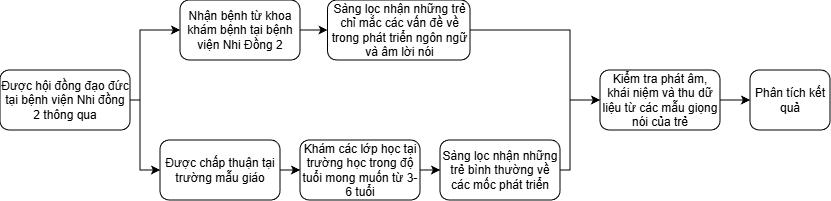 Được hội đồng đạo đức
tại bệnh viện Nhi đồng
2 thông qua
Nhận bệnh từ khoa
khám bệnh tại bệnh
viện Nhi Đồng 2
Sàng lọc nhận những trẻ
chỉ mắc các vấn đề về
trong phát triển ngôn ngữ
và âm lời nói
Được chấp thuận tại
trường mẫu giáo
Khám các lớp học tại
trường học trong độ
tuổi mong muốn từ 3-
6 tuổi
Sàng lọc nhận những
trẻ bình thường về
các mốc phát triển
Kiểm tra phát âm,
khái niệm và thu dữ
liệu từ các mẫu giọng
nói của trẻ
Phân tích kết
quả